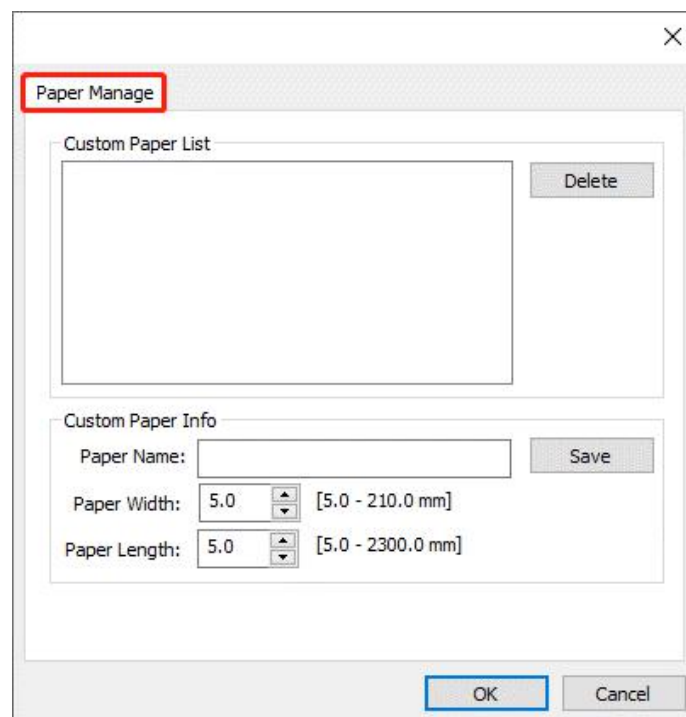 Paper Manage
Custom Paper List
Delete
Custom Paper Info
Paper Name:
Save
Paper Width: 5.0 [5.0 - 210.0 mm]
Paper Length: 5.0 [5.0 - 2300.0 mm]
OK Cancel